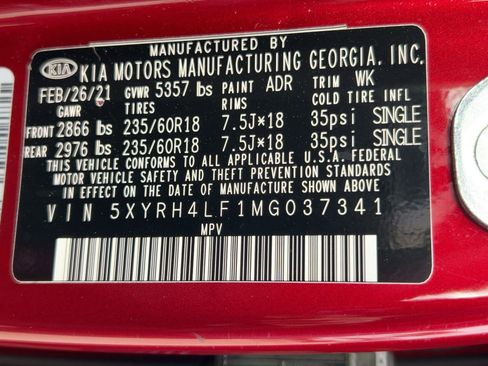 MANUFACTURED BY
KIA KIA MOTORS MANUFACTURING GEORGIA, INC.
FEB/26/21 GVWR 5357 lbs PAINT ADR TRIM WK
GAWR TIRES RIMS COLD TIRE INFL
FRONT 2866 lbs 235/60R18 7.5J×18 35psi SINGLE
REAR 2976 lbs 235/60R18 7.5J×18 35psi SINGLE
THIS VEHICLE CONFORMS TO ALL APPLICABLE U.S.A. FEDERAL
MOTOR VEHICLE SAFETY AND THEFT PREVENTION STANDARDS
IN EFFECT ON THE DATE OF MANUFACTURE SHOWN ABOVE.
VIN 5XYRH4LF1MG037341
MPV